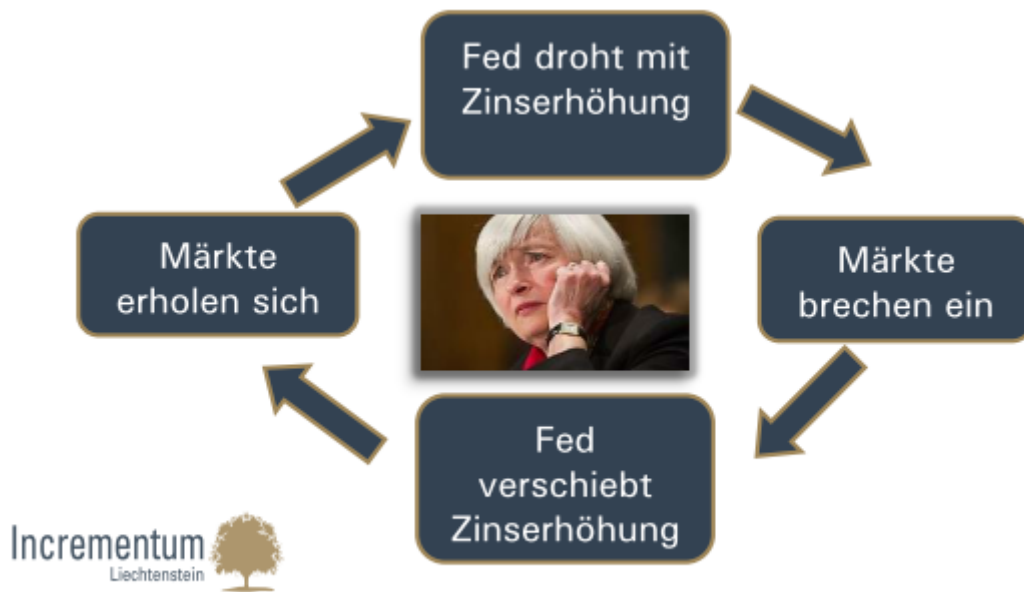 Fed droht mit
Zinserhöhung
Märkte
erholen sich
Märkte
brechen ein
Fed
verschiebt
Zinserhöhung
Incrementum
Liechtenstein